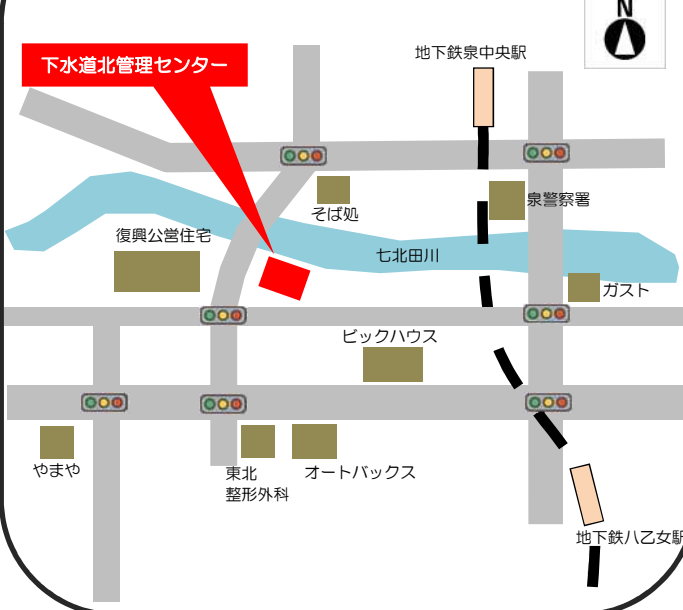 N
地下鉄泉中央駅
下水道北管理センター
泉警察署
そば処
復興公営住宅
七北田川
ガスト
ビックハウス
やまや
東北
整形外科
オートバックス
地下鉄八乙女駅